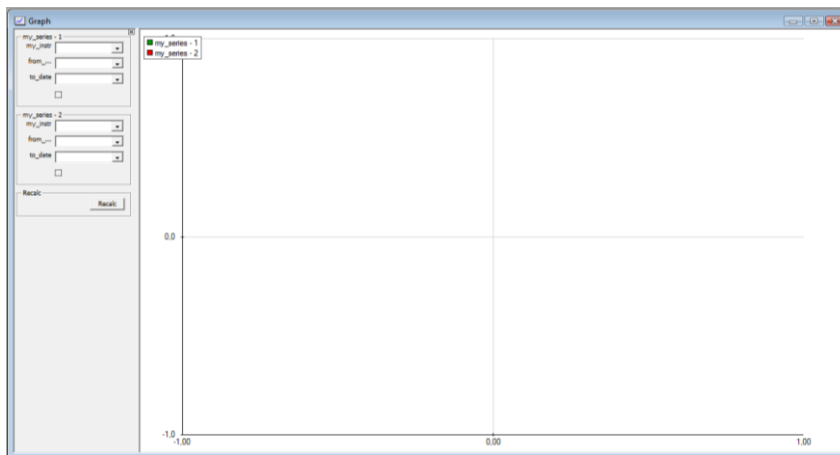 Graph
my_series - 1
my_instr
from_...
to_date
my_series - 2
my_instr
from_...
to_date
Recalc
Recalc
my_series - 1
my_series - 2
0,0
-1,0
-1,00
0,00
1,00